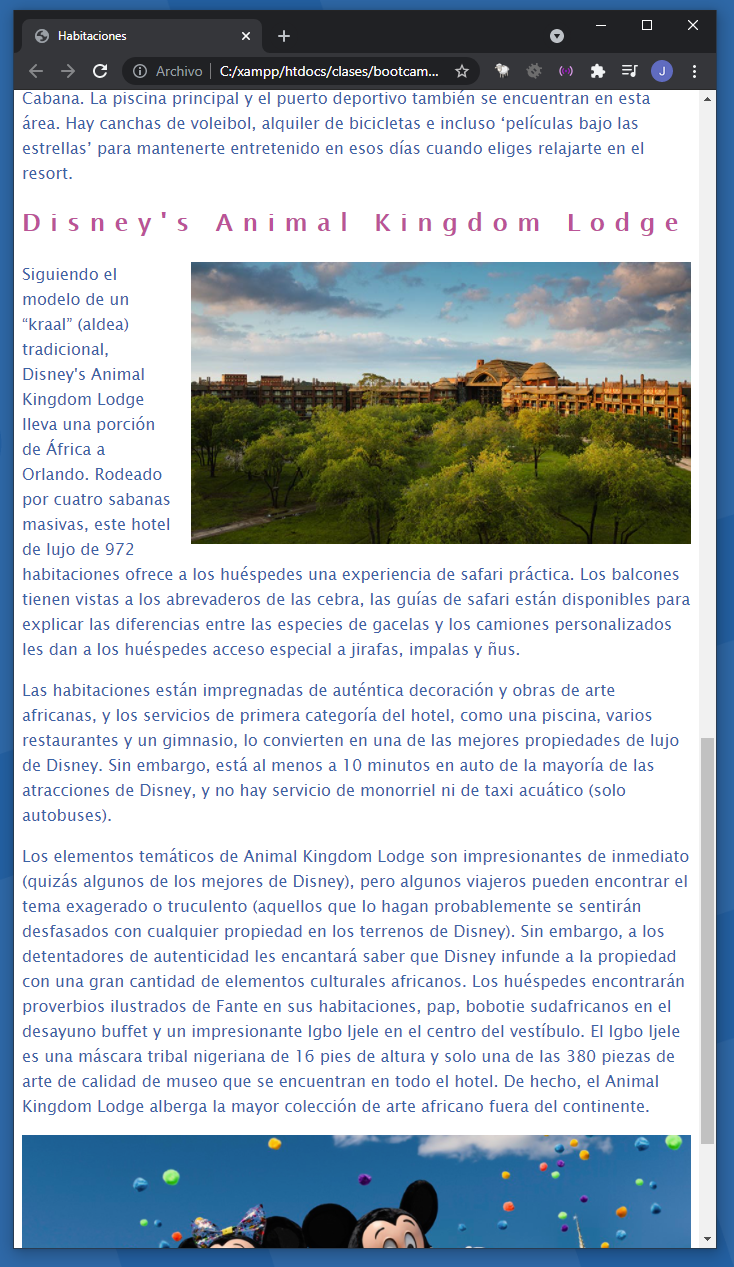 Habitaciones
Archivo
C:/xampp/htdocs/clases/bootcam...
J
Cabana. La piscina principal y el puerto deportivo también se encuentran en esta
área. Hay canchas de voleibol, alquiler de bicicletas e incluso ‘películas bajo las
estrellas’ para mantenerte entretenido en esos días cuando eliges relajarte en el
resort.
Disney's Animal Kingdom Lodge
Siguiendo el
modelo de un
“kraal” (aldea)
tradicional,
Disney's Animal
Kingdom Lodge
lleva una porción
de África a
Orlando. Rodeado
por cuatro sabanas
masivas, este hotel
de lujo de 972
habitaciones ofrece a los huéspedes una experiencia de safari práctica. Los balcones
tienen vistas a los abrevaderos de las cebra, las guías de safari están disponibles para
explicar las diferencias entre las especies de gacelas y los camiones personalizados
les dan a los huéspedes acceso especial a jirafas, impalas y ñus.
Las habitaciones están impregnadas de auténtica decoración y obras de arte
africanas, y los servicios de primera categoría del hotel, como una piscina, varios
restaurantes y un gimnasio, lo convierten en una de las mejores propiedades de lujo
de Disney. Sin embargo, está al menos a 10 minutos en auto de la mayoría de las
atracciones de Disney, y no hay servicio de monorriel ni de taxi acuático (solo
autobuses).
Los elementos temáticos de Animal Kingdom Lodge son impresionantes de inmediato
(quizás algunos de los mejores de Disney), pero algunos viajeros pueden encontrar el
tema exagerado o truculento (aquellos que lo hagan probablemente se sentirán
desfasados con cualquier propiedad en los terrenos de Disney). Sin embargo, a los
detentadores de autenticidad les encantará saber que Disney infunde a la propiedad
con una gran cantidad de elementos culturales africanos. Los huéspedes encontrarán
proverbios ilustrados de Fante en sus habitaciones, pap, bobotie sudafricanos en el
desayuno buffet y un impresionante Igbo Ijele en el centro del vestíbulo. El Igbo Ijele
es una máscara tribal nigeriana de 16 pies de altura y solo una de las 380 piezas de
arte de calidad de museo que se encuentran en todo el hotel. De hecho, el Animal
Kingdom Lodge alberga la mayor colección de arte africano fuera del continente.